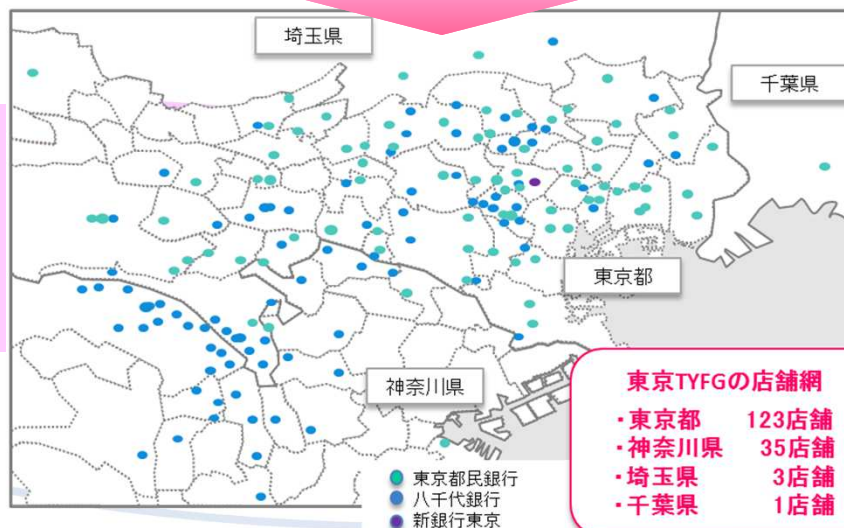 埼玉県
千葉県
東京都
神奈川県
東京都民銀行
八千代銀行
新銀行東京
東京TYFGの店舗網
・東京都 123店舗
・神奈川県 35店舗
・埼玉県 3店舗
・千葉県 1店舗